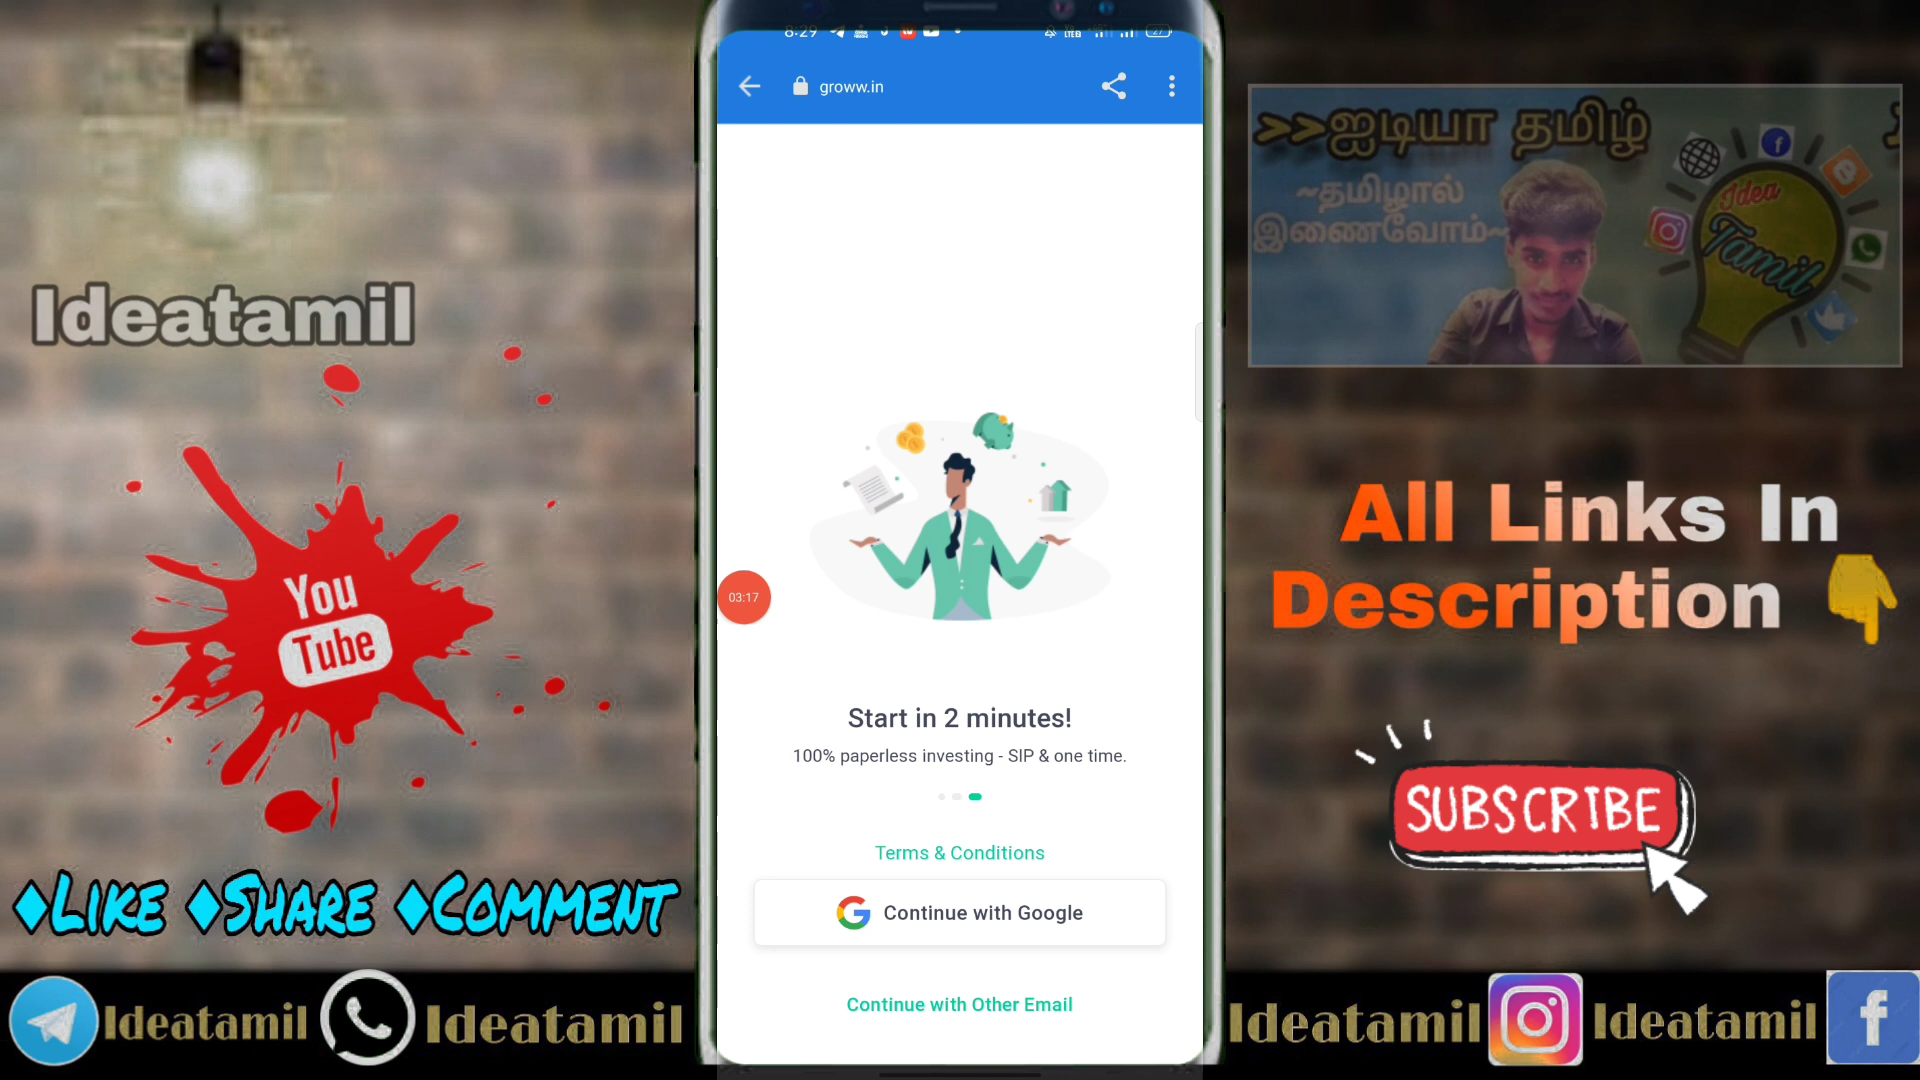 8:29
groww.in
Ideatamil
>>ஐடியா தமிழ்
~தமிழால்
இணைவோம்~
Idea
Tamil
You
Tube
03:17
All Links In
Description
Start in 2 minutes!
100% paperless investing - SIP & one time.
Terms & Conditions
Continue with Google
Continue with Other Email
SUBSCRIBE
♦LIKE ♦SHARE ♦COMMENT
Ideatamil Ideatamil Ideatamil Ideatamil